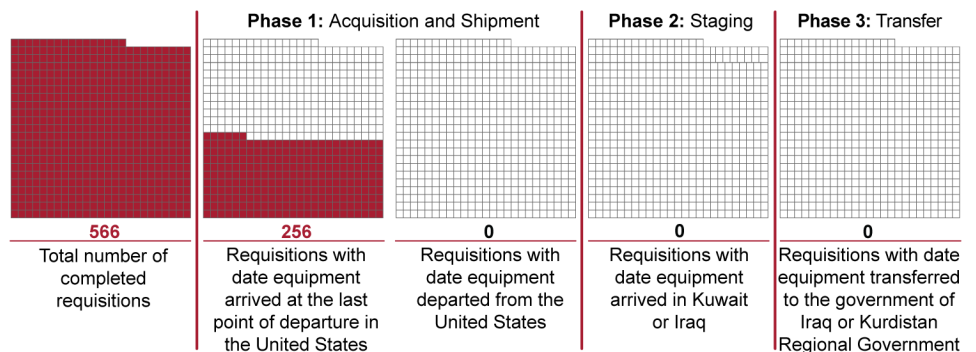 Phase 1: Acquisition and Shipment
Phase 2: Staging
Phase 3: Transfer
566
Total number of
completed
requisitions
256
Requisitions with
date equipment
arrived at the last
point of departure in
the United States
0
Requisitions with
date equipment
departed from the
United States
0
Requisitions with
date equipment
arrived in Kuwait
or Iraq
0
Requisitions with date
equipment transferred
to the government of
Iraq or Kurdistan
Regional Government